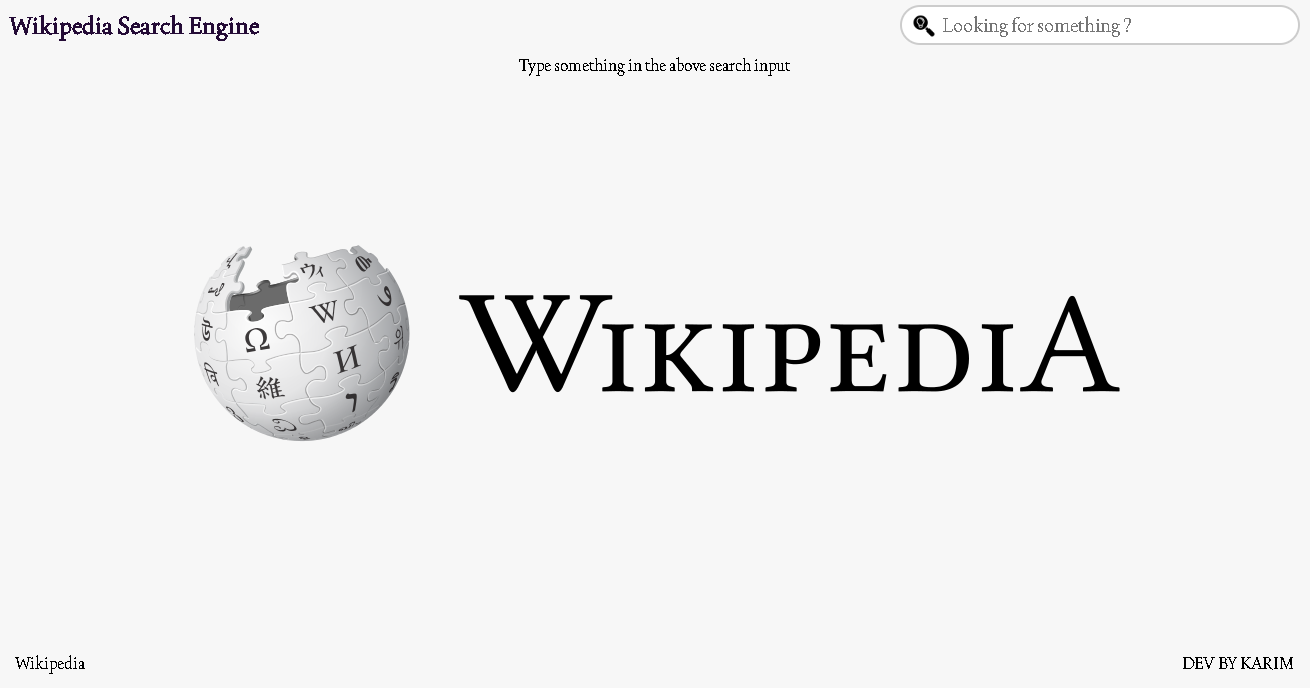 Wikipedia Search Engine
Looking for something ?
Type something in the above search input
ウィ
W
Ω
И
維
WIKIPEDIA
Wikipedia
DEV BY KARIM